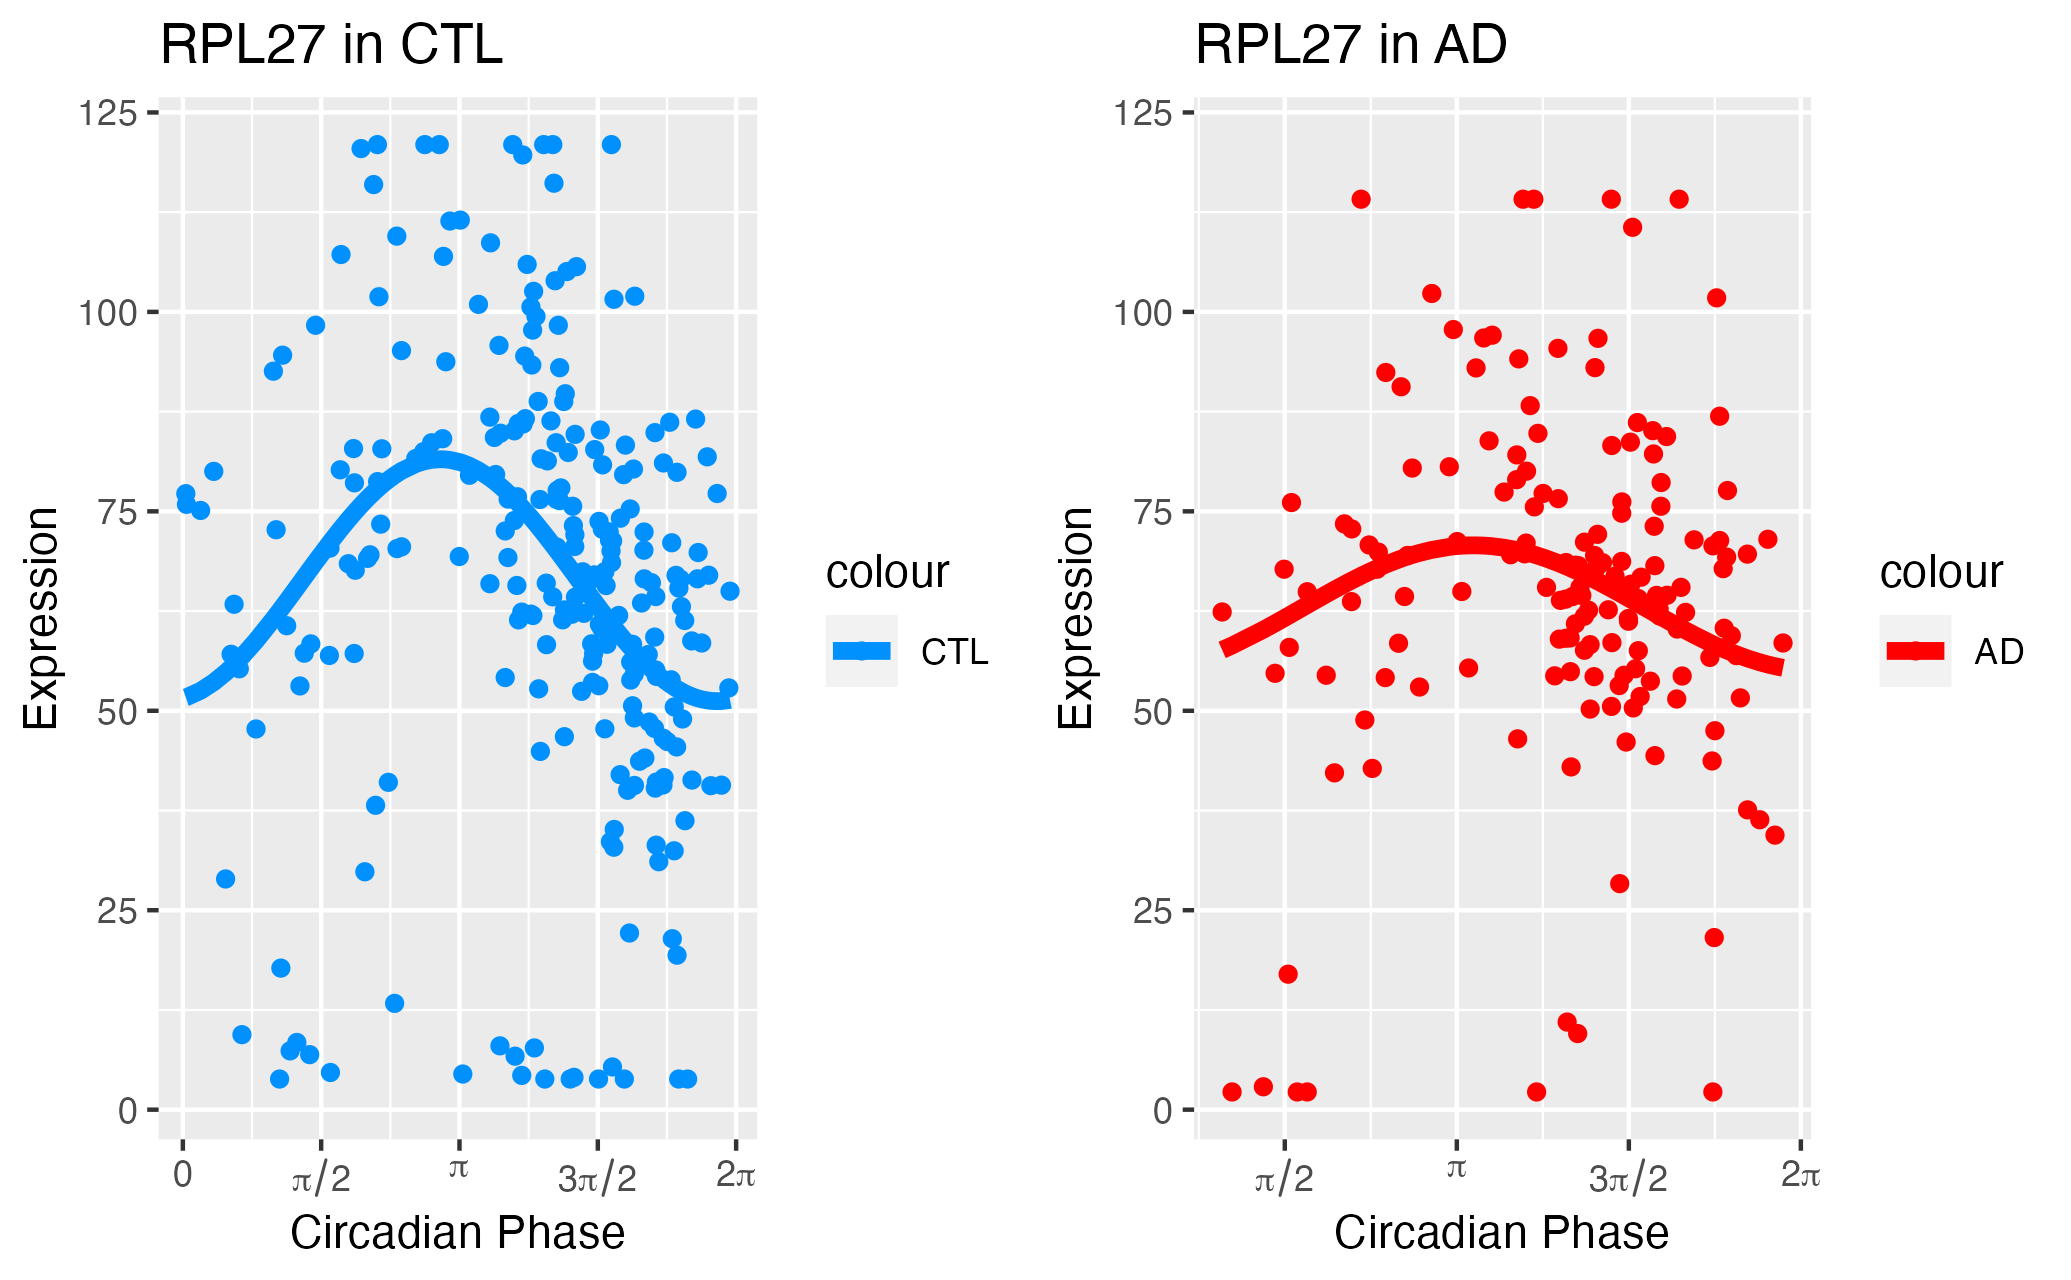 RPL27 in CTL
125
100
75
50
25
0
Expression
0
π/2
π
3π/2
2π
Circadian Phase
colour
CTL
RPL27 in AD
125
100
75
50
25
0
Expression
π/2
π
3π/2
2π
Circadian Phase
colour
AD